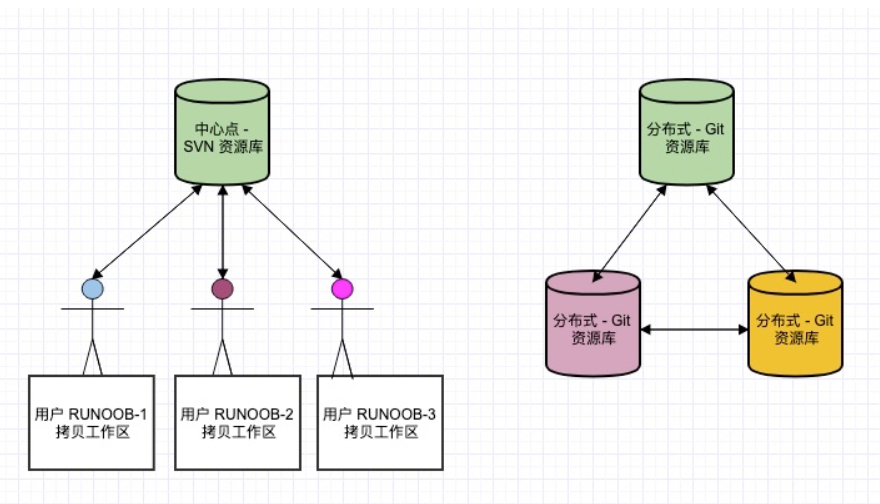 中心点 -
SVN 资源库
分布式 - Git
资源库
分布式 - Git
资源库
分布式 - Git
资源库
用户 RUNOOB-1
拷贝工作区
用户 RUNOOB-2
拷贝工作区
用户 RUNOOB-3
拷贝工作区